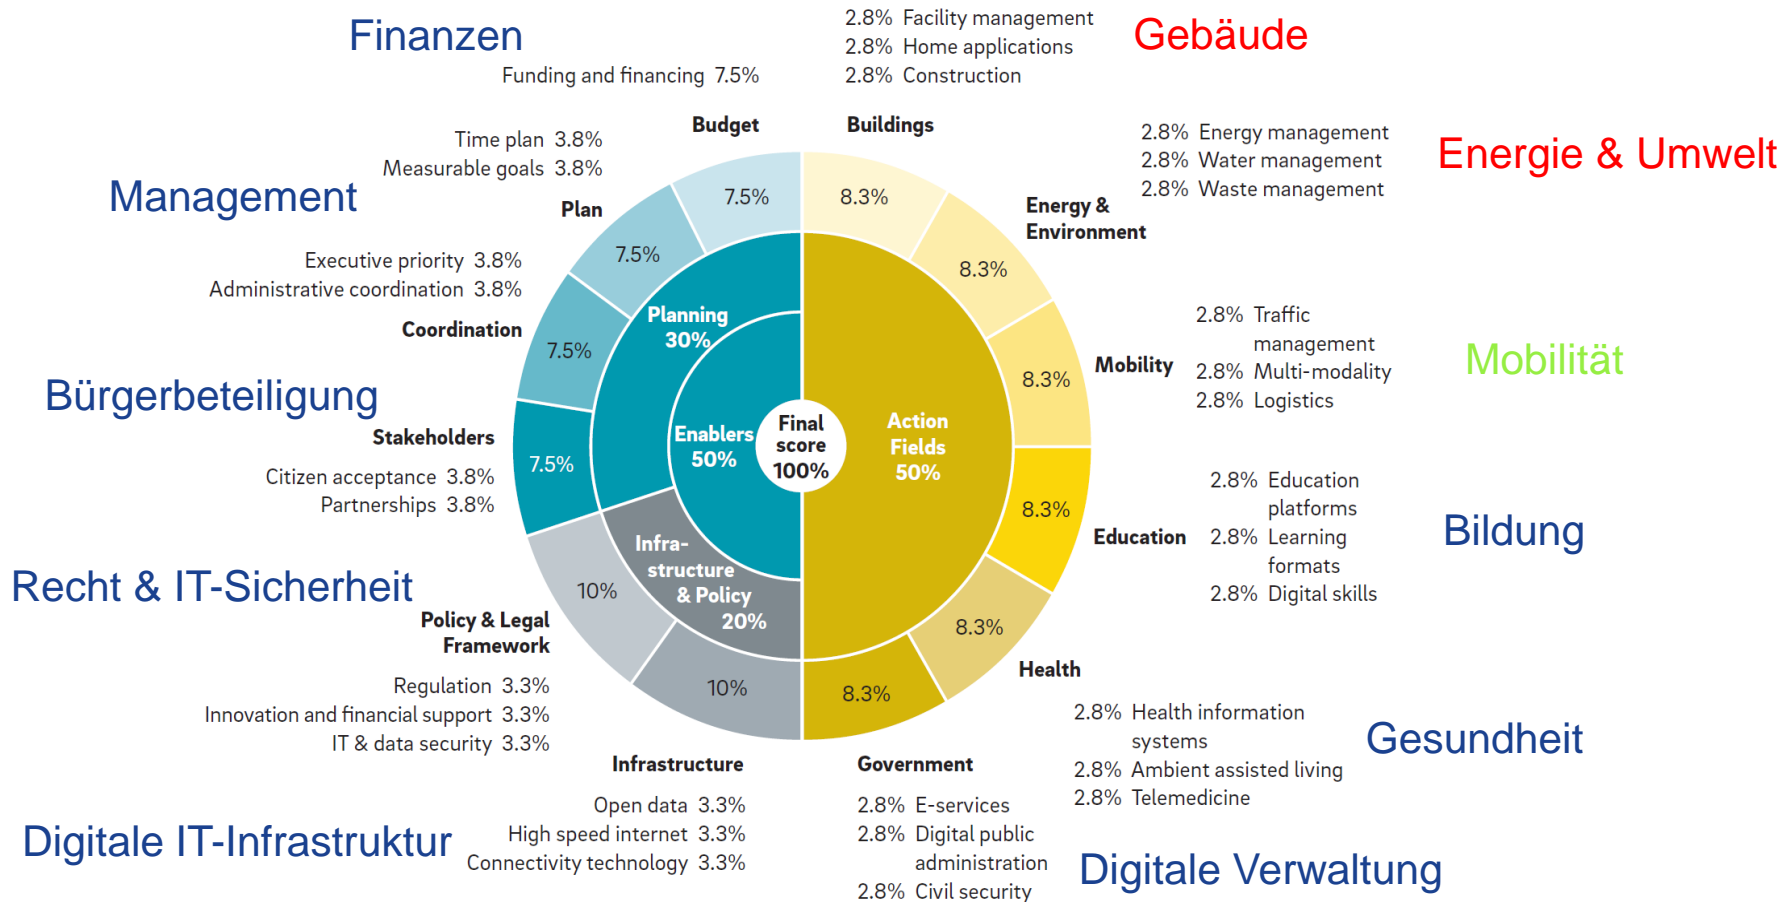 Finanzen
Funding and financing 7.5%
Budget
2.8% Facility management
2.8% Home applications
2.8% Construction
Buildings
Gebäude
Time plan 3.8%
Measurable goals 3.8%
Plan
Management
2.8% Energy management
2.8% Water management
2.8% Waste management
Energy &
Environment
Energie & Umwelt
Executive priority 3.8%
Administrative coordination 3.8%
Coordination
2.8% Traffic
management
2.8% Multi-modality
2.8% Logistics
Mobility
Mobilität
Bürgerbeteiligung
Stakeholders
Citizen acceptance 3.8%
Partnerships 3.8%
2.8% Education
platforms
2.8% Learning
formats
2.8% Digital skills
Education
Bildung
Recht & IT-Sicherheit
Policy & Legal
Framework
Regulation 3.3%
Innovation and financial support 3.3%
IT & data security 3.3%
Health
2.8% Health information
systems
2.8% Ambient assisted living
2.8% Telemedicine
Gesundheit
Infrastructure
Open data 3.3%
High speed internet 3.3%
Connectivity technology 3.3%
Digitale IT-Infrastruktur
Government
2.8% E-services
2.8% Digital public
administration
2.8% Civil security
Digitale Verwaltung
7.5%
7.5%
7.5%
7.5%
10%
10%
8.3%
8.3%
8.3%
8.3%
8.3%
8.3%
Planning
30%
Enablers
50%
Infra-
structure
& Policy
20%
Final
score
100%
Action
Fields
50%